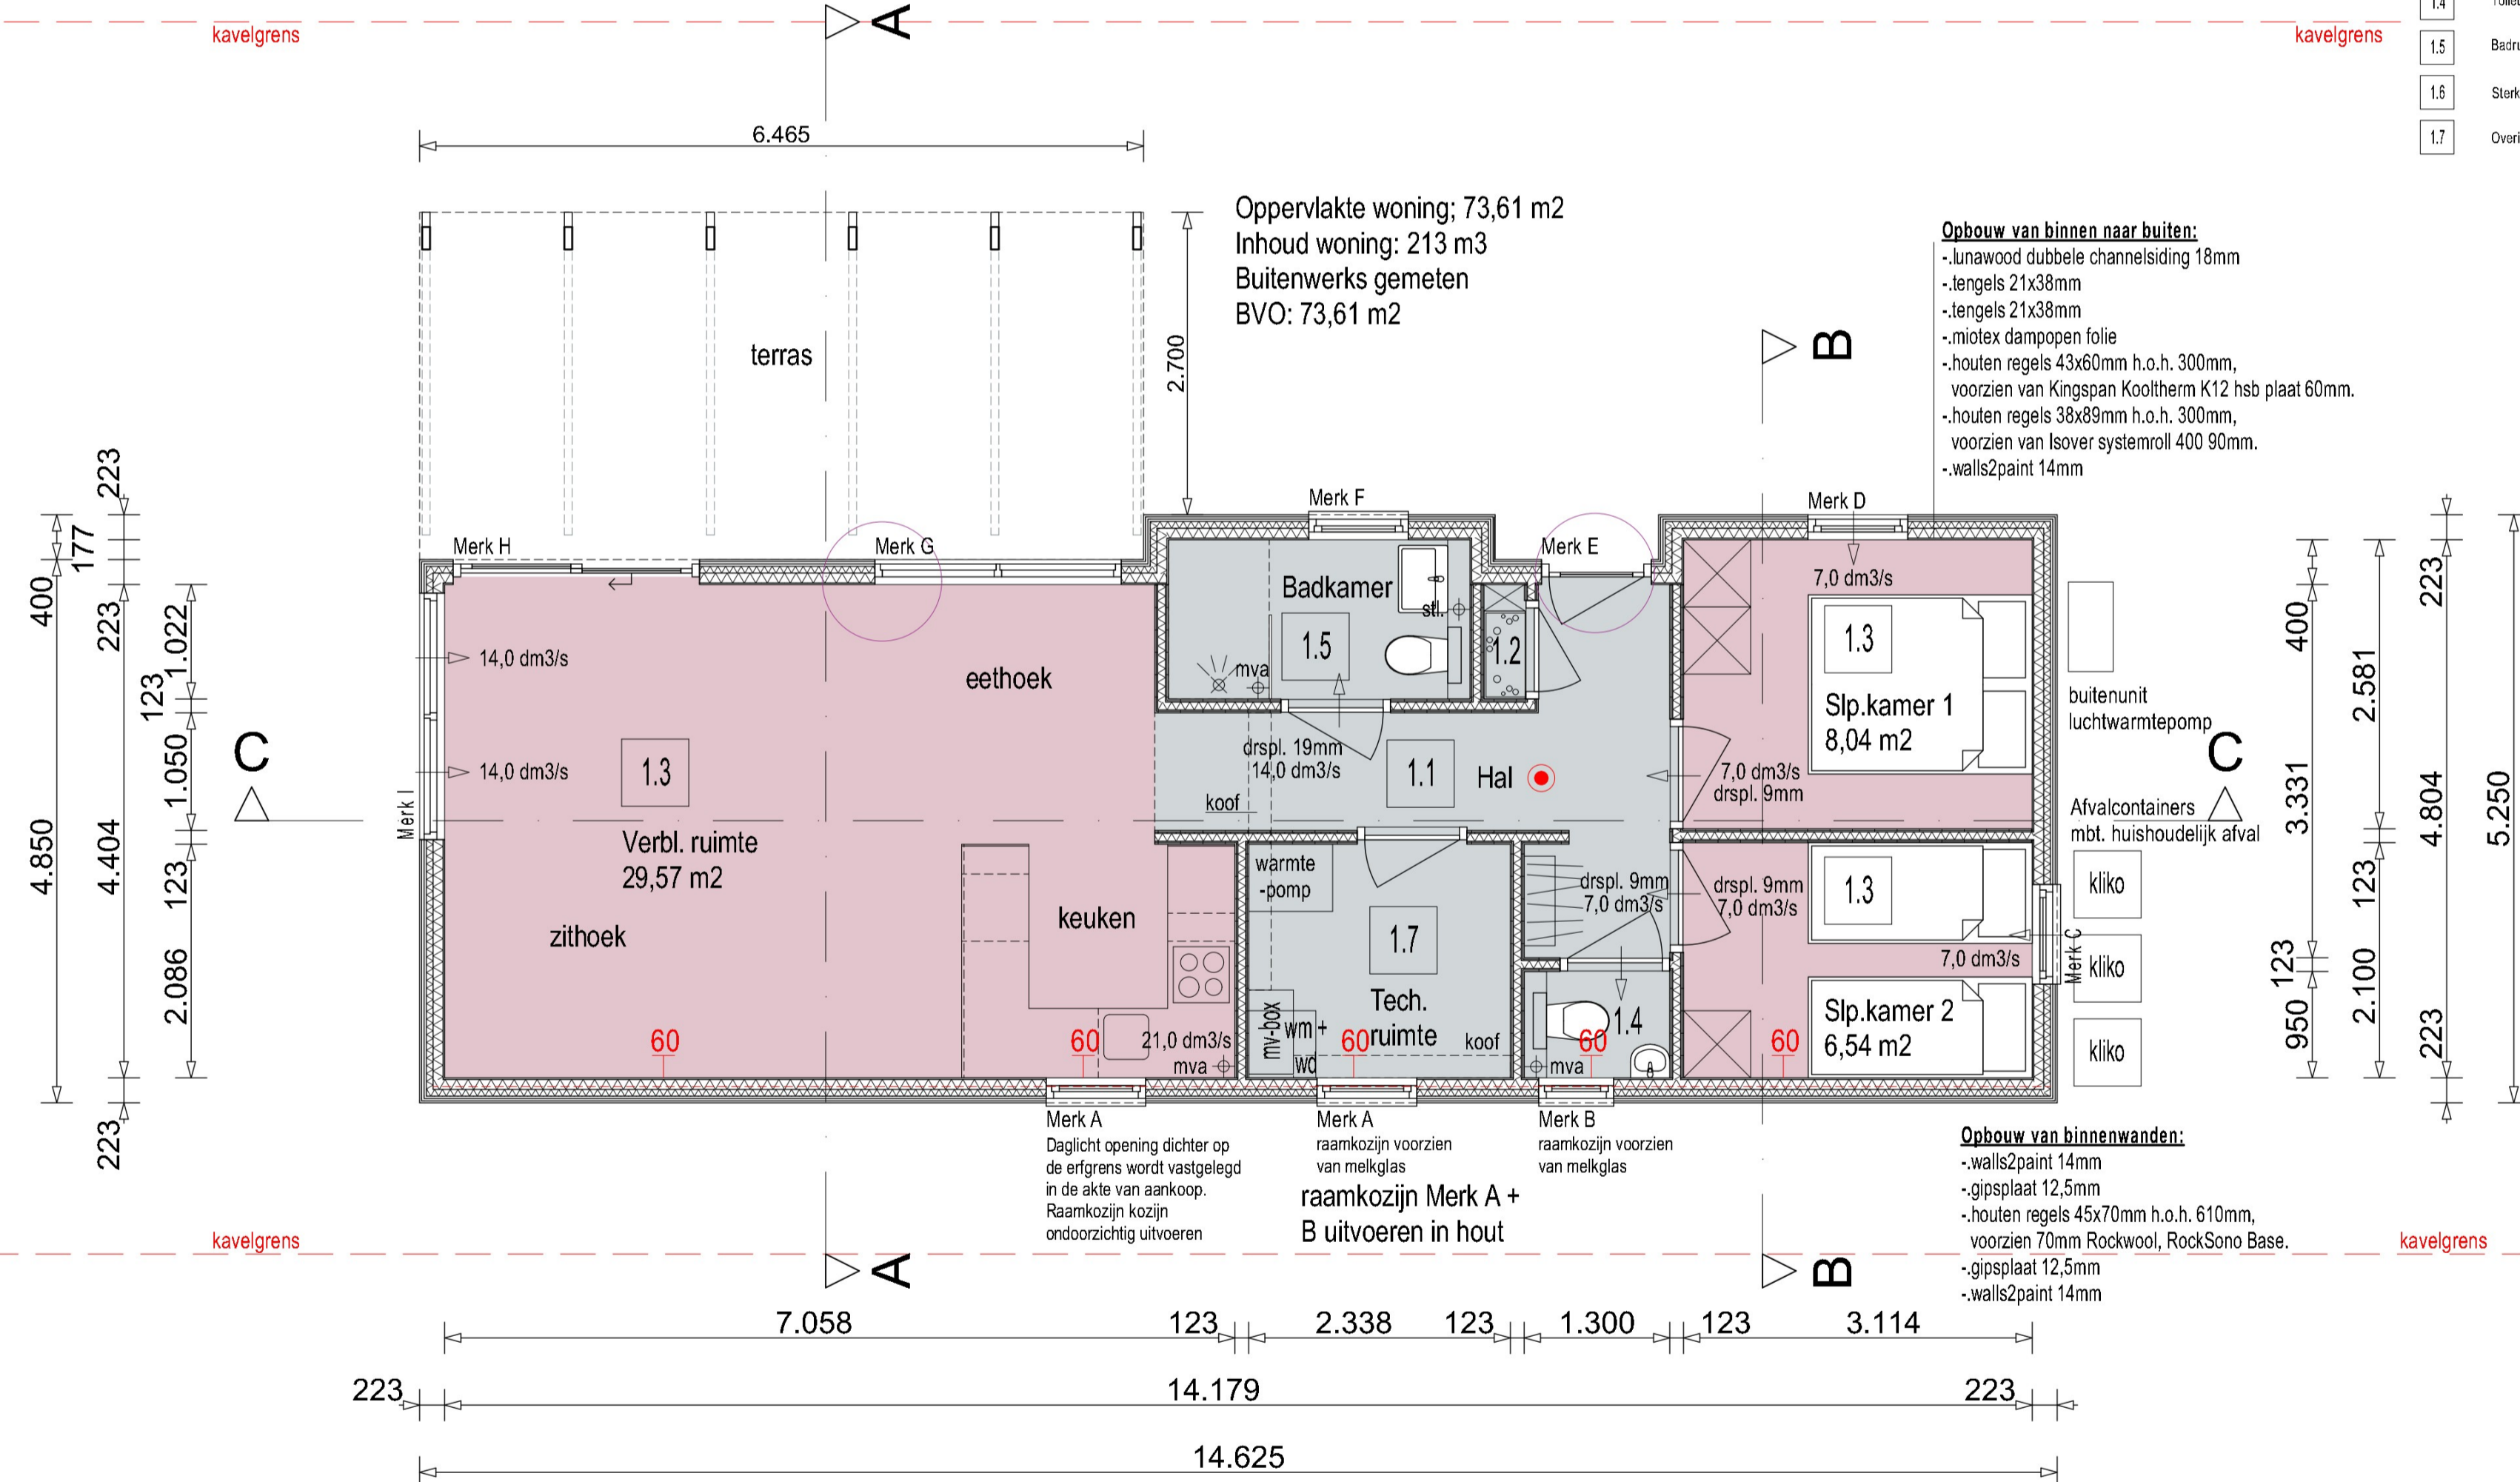 A
kavelgrens
kavelgrens
1.4
1.5
1.6
1.7
6.465
Oppervlakte woning; 73,61 m2
Inhoud woning: 213 m3
Buitenwerks gemeten
BVO: 73,61 m2
Opbouw van binnen naar buiten:
-.lunawood dubbele channelsiding 18mm
-.tengels 21x38mm
-.tengels 21x38mm
-.miotex dampopen folie
-.houten regels 43x60mm h.o.h. 300mm,
voorzien van Kingspan Kooltherm K12 hsb plaat 60mm.
-.houten regels 38x89mm h.o.h. 300mm,
voorzien van Isover systemroll 400 90mm.
-.walls2paint 14mm
terras
2.700
B
Merk H
Merk G
Merk F
Merk E
Merk D
223
177
400
223
1.022
123
1.050
4.850
4.404
123
2.086
223
C
Merk I
14,0 dm3/s
14,0 dm3/s
eethoek
1.3
Verbl. ruimte
29,57 m2
zithoek
keuken
60
60
21,0 dm3/s
mva
Badkamer
1.5
stl.
mva
1.2
drspl. 19mm
14,0 dm3/s
koof
1.1
Hal
warmte
-pomp
1.7
Tech.
ruimte
mv-box
wm +
wd
60
koof
drspl. 9mm
7,0 dm3/s
1.4
60
mva
7,0 dm3/s
1.3
Slp.kamer 1
8,04 m2
7,0 dm3/s
drspl. 9mm
drspl. 9mm
7,0 dm3/s
1.3
7,0 dm3/s
Slp.kamer 2
6,54 m2
60
Merk C
buitenunit
luchtwarmtepomp
C
Afvalcontainers
mbt. huishoudelijk afval
kliko
kliko
kliko
400
3.331
123
950
2.581
123
2.100
223
4.804
223
5.250
Merk A
Daglicht opening dichter op
de erfgrens wordt vastgelegd
in de akte van aankoop.
Raamkozijn kozijn
ondoorzichtig uitvoeren
Merk A
raamkozijn voorzien
van melkglas
Merk B
raamkozijn voorzien
van melkglas
raamkozijn Merk A +
B uitvoeren in hout
Opbouw van binnenwanden:
-.walls2paint 14mm
-.gipsplaat 12,5mm
-.houten regels 45x70mm h.o.h. 610mm,
voorzien 70mm Rockwool, RockSono Base.
-.gipsplaat 12,5mm
-.walls2paint 14mm
kavelgrens
kavelgrens
A
B
7.058
123
2.338
123
1.300
123
3.114
223
14.179
223
14.625